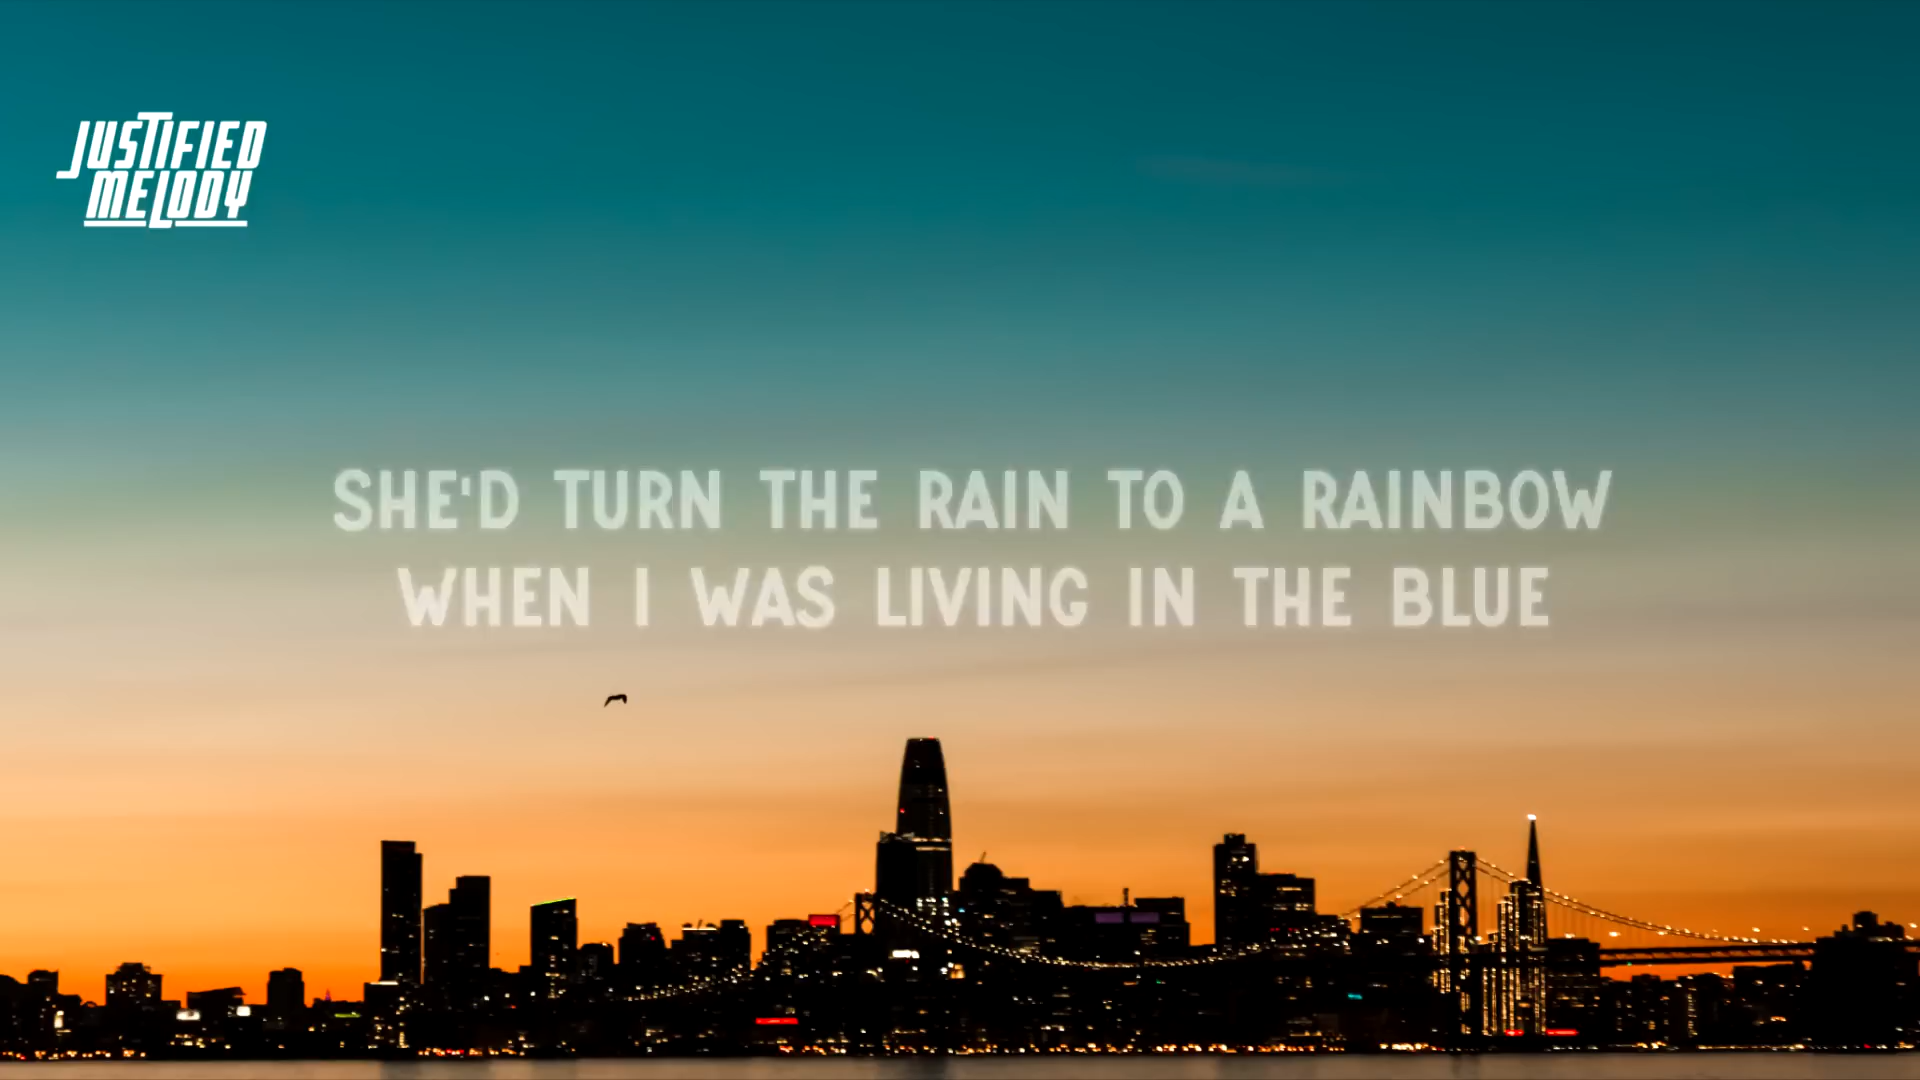 JUSTIFIED
MELODY
SHE'D TURN THE RAIN TO A RAINBOW
WHEN I WAS LIVING IN THE BLUE